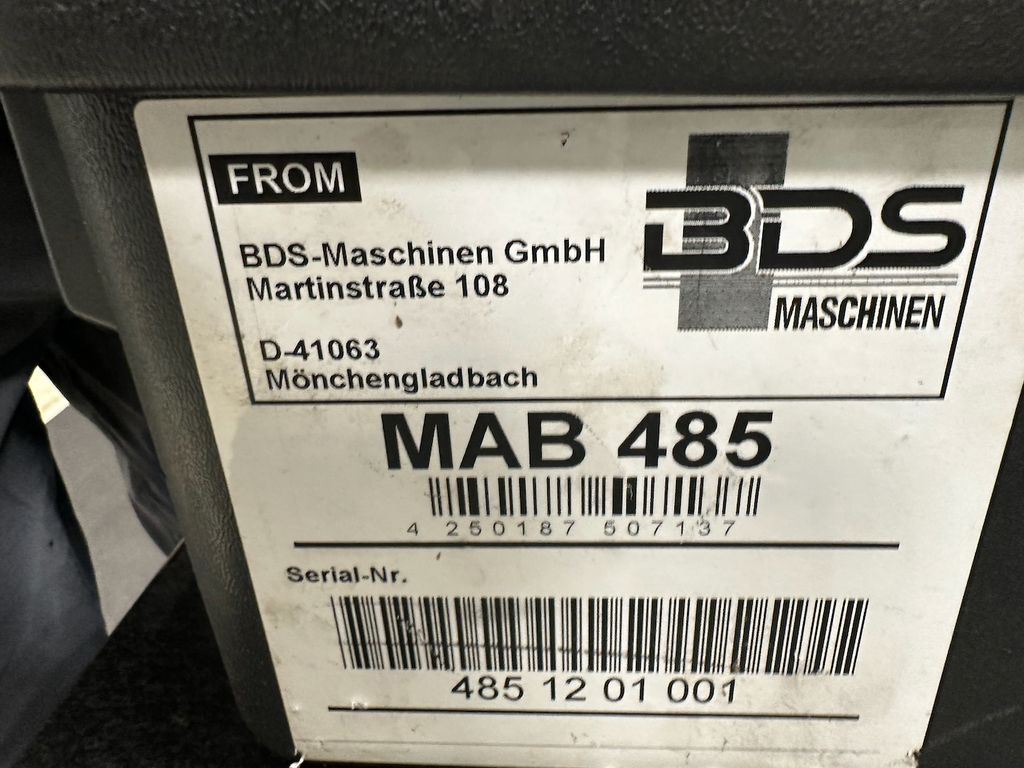 FROM
BDS-Maschinen GmbH
Martinstraße 108
D-41063
Mönchengladbach
BDS
MASCHINEN
MAB 485
4 250187 507137
Serial-Nr.
485 12 01 001